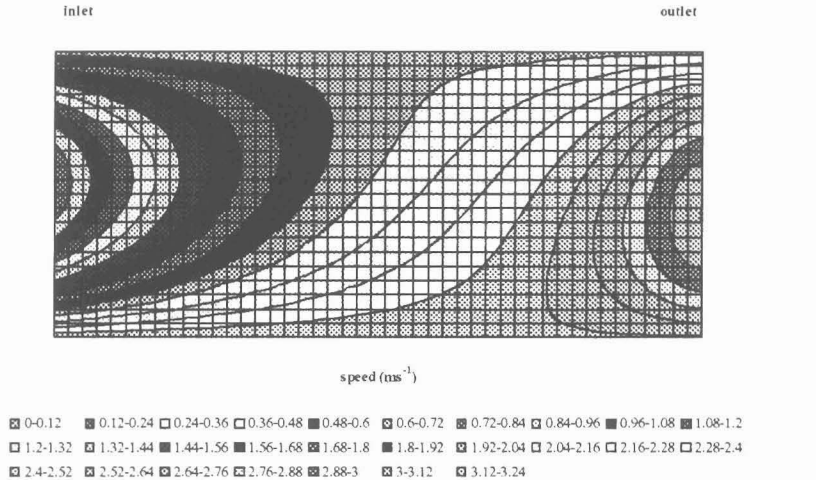 inlet outlet
speed (ms-1)
0-0.12 0.12-0.24 0.24-0.36 0.36-0.48 0.48-0.6 0.6-0.72 0.72-0.84 0.84-0.96 0.96-1.08 1.08-1.2
1.2-1.32 1.32-1.44 1.44-1.56 1.56-1.68 1.68-1.8 1.8-1.92 1.92-2.04 2.04-2.16 2.16-2.28 2.28-2.4
2.4-2.52 2.52-2.64 2.64-2.76 2.76-2.88 2.88-3 3-3.12 3.12-3.24